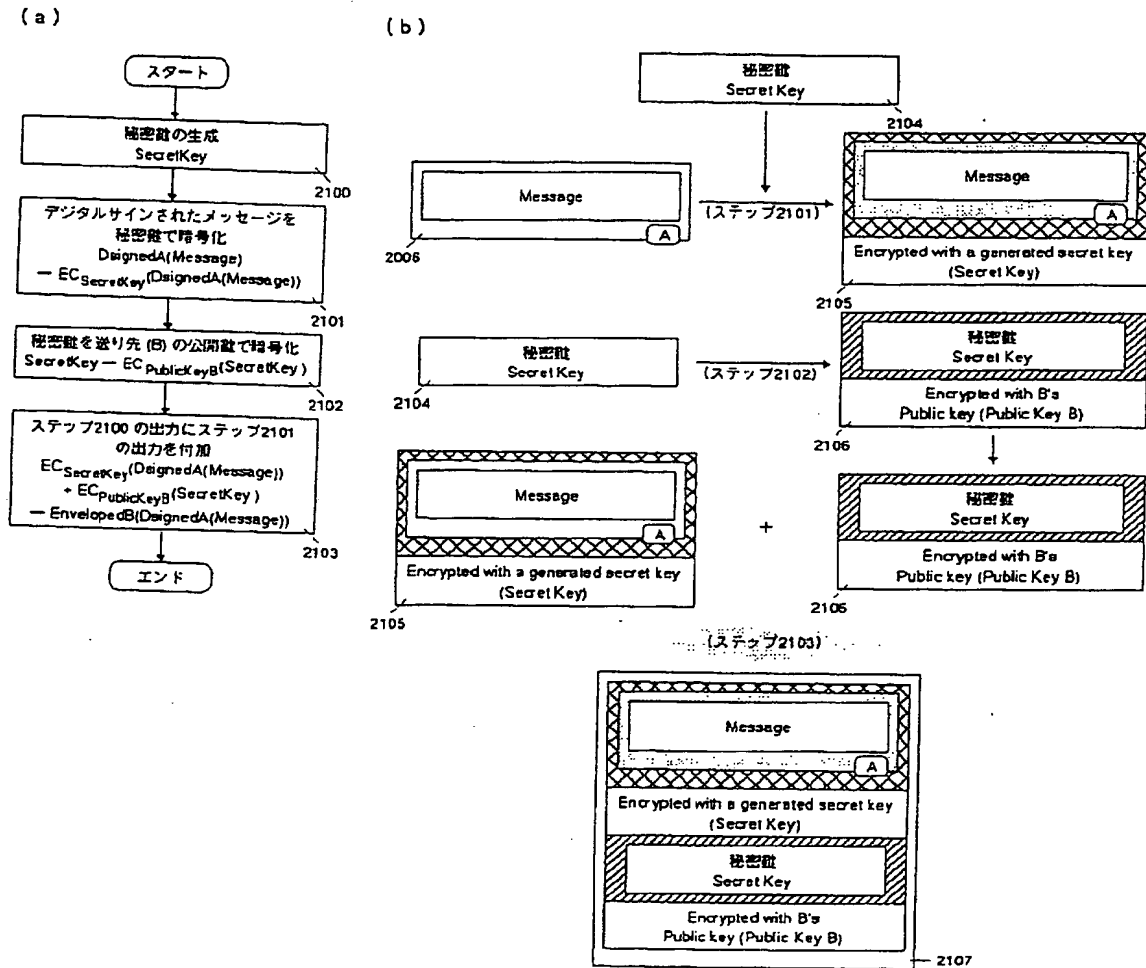 (a)
スタート
秘密鍵の生成
SecretKey
2100
デジタルサインされたメッセージを
秘密鍵で暗号化
DsignedA(Message)
— ECSecretKey(DsignedA(Message))
2101
秘密鍵を送り先 (B) の公開鍵で暗号化
SecretKey — ECPublicKeyB(SecretKey)
2102
ステップ2100の出力にステップ2101
の出力を付加
ECSecretKey(DsignedA(Message))
+ ECPublicKeyB(SecretKey)
— EnvelopedB(DsignedA(Message))
2103
エンド
(b)
秘密鍵
Secret Key
2104
Message
A
2006
(ステップ2101)
Message
A
Encrypted with a generated secret key
(Secret Key)
2105
秘密鍵
Secret Key
2104
(ステップ2102)
秘密鍵
Secret Key
Encrypted with B's
Public key (Public Key B)
2106
Message
A
Encrypted with a generated secret key
(Secret Key)
2105
+
秘密鍵
Secret Key
Encrypted with B's
Public key (Public Key B)
2106
(ステップ2103)
Message
A
Encrypted with a generated secret key
(Secret Key)
秘密鍵
Secret Key
Encrypted with B's
Public key (Public Key B)
2107